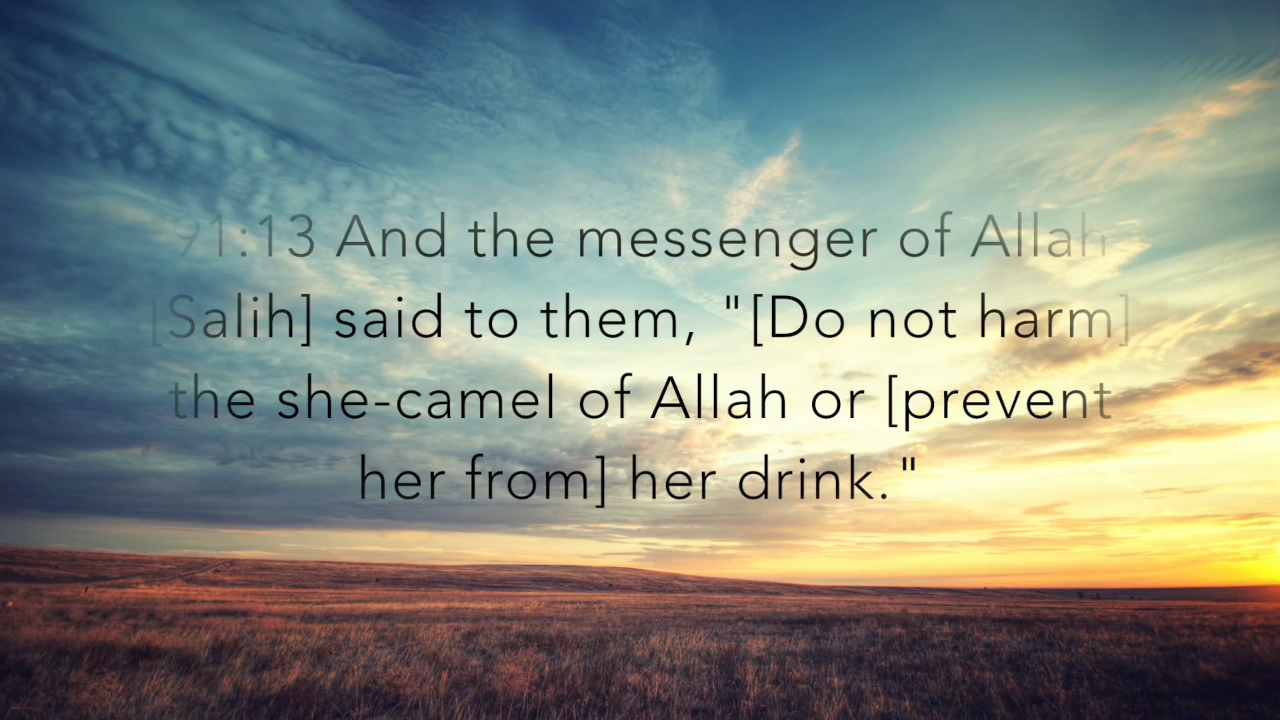 91:13 And the messenger of Allah
[Salih] said to them, "[Do not harm]
the she-camel of Allah or [prevent
her from] her drink."